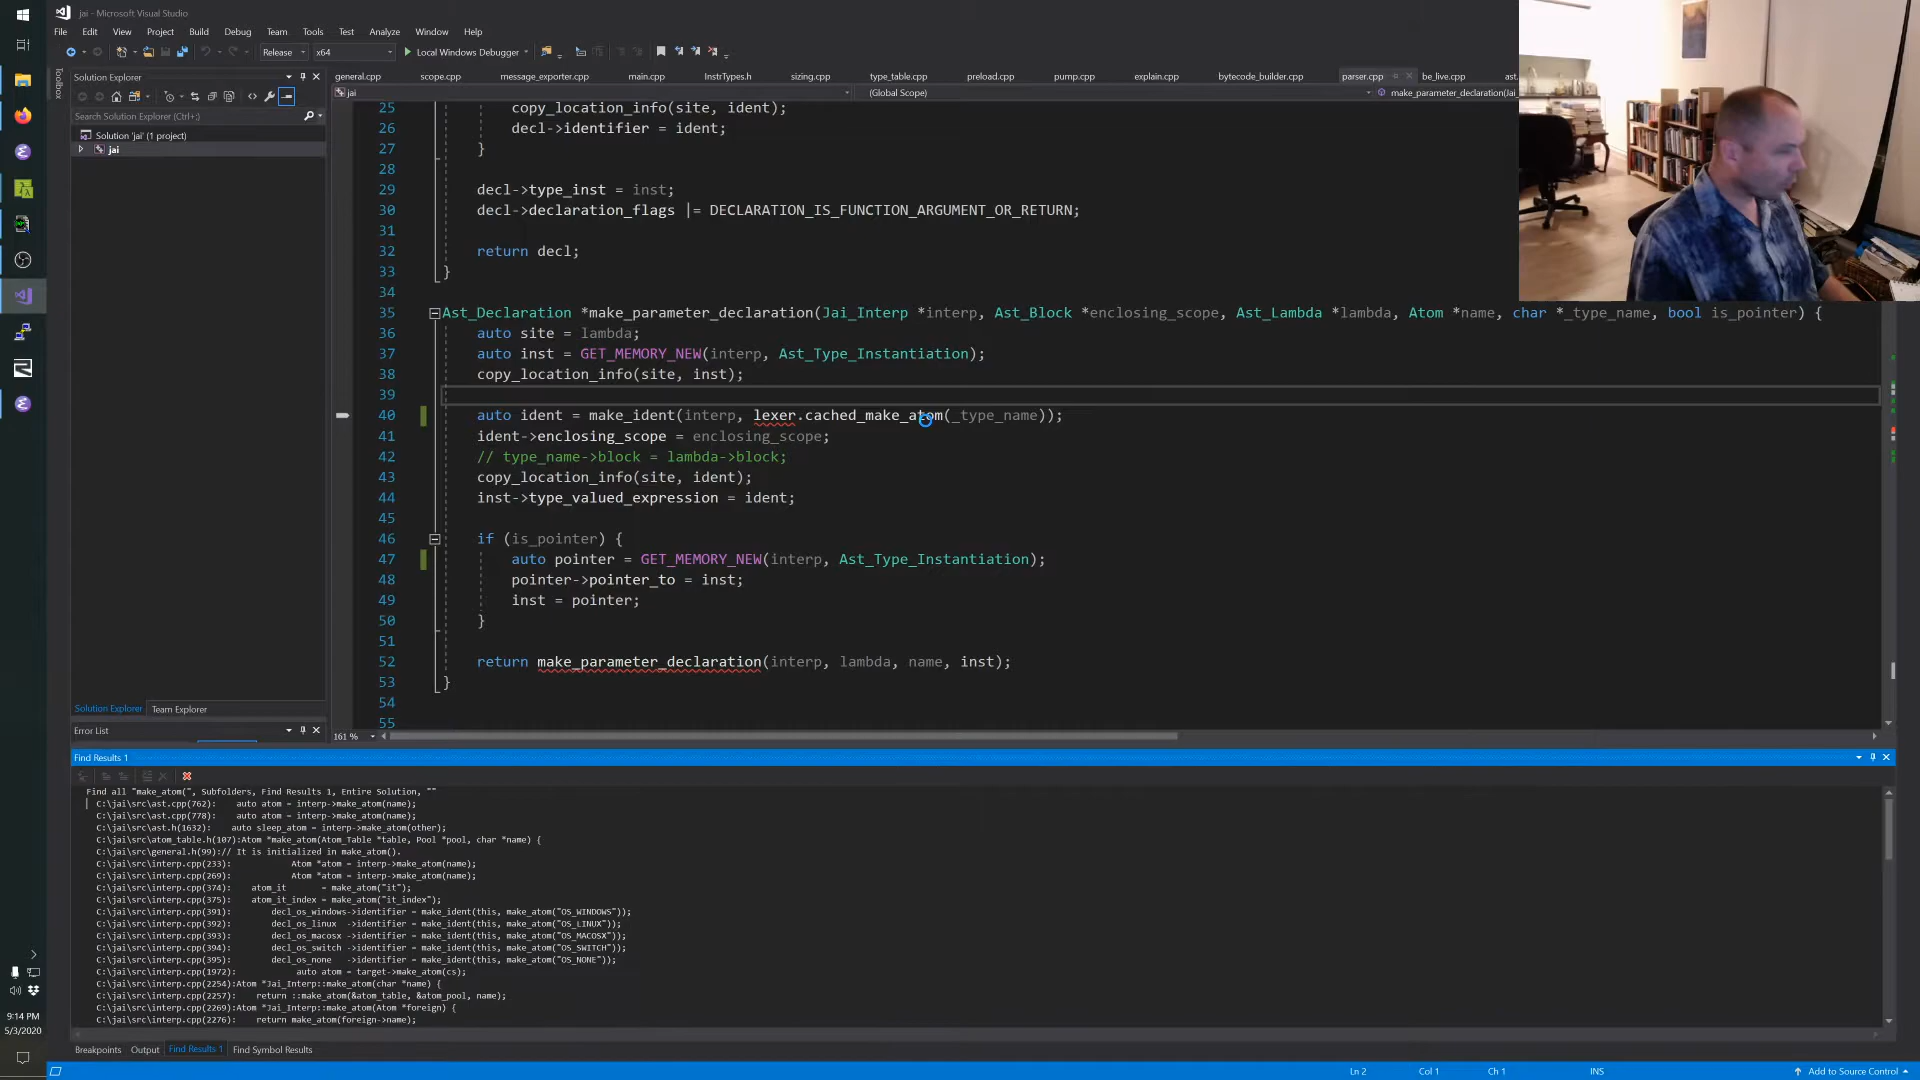 jai - Microsoft Visual Studio
File Edit View Project Build Debug Team Tools Test Analyze Window Help
Release x64 Local Windows Debugger
Solution Explorer
general.cpp scope.cpp message_exporter.cpp main.cpp InstrTypes.h sizing.cpp type_table.cpp preload.cpp pump.cpp explain.cpp bytecode_builder.cpp parser.cpp be_live.cpp ast.
Toolbox
jai (Global Scope) make_parameter_declaration(Jai_
Search Solution Explorer (Ctrl+;)
Solution 'jai' (1 project)
jai
25 copy_location_info(site, ident);
26 decl->identifier = ident;
27 }
28
29 decl->type_inst = inst;
30 decl->declaration_flags |= DECLARATION_IS_FUNCTION_ARGUMENT_OR_RETURN;
31
32 return decl;
33 }
34
35 Ast_Declaration *make_parameter_declaration(Jai_Interp *interp, Ast_Block *enclosing_scope, Ast_Lambda *lambda, Atom *name, char *_type_name, bool is_pointer) {
36 auto site = lambda;
37 auto inst = GET_MEMORY_NEW(interp, Ast_Type_Instantiation);
38 copy_location_info(site, inst);
39
40 auto ident = make_ident(interp, lexer.cached_make_atom(_type_name));
41 ident->enclosing_scope = enclosing_scope;
42 // type_name->block = lambda->block;
43 copy_location_info(site, ident);
44 inst->type_valued_expression = ident;
45
46 if (is_pointer) {
47 auto pointer = GET_MEMORY_NEW(interp, Ast_Type_Instantiation);
48 pointer->pointer_to = inst;
49 inst = pointer;
50 }
51
52 return make_parameter_declaration(interp, lambda, name, inst);
53 }
54
55
Solution Explorer Team Explorer
Error List
161 %
Find Results 1
Find all "make_atom(", Subfolders, Find Results 1, Entire Solution, ""
C:\jai\src\ast.cpp(762): auto atom = interp->make_atom(name);
C:\jai\src\ast.cpp(778): auto atom = interp->make_atom(name);
C:\jai\src\ast.h(1632): auto sleep_atom = interp->make_atom(other);
C:\jai\src\atom_table.h(107):Atom *make_atom(Atom_Table *table, Pool *pool, char *name) {
C:\jai\src\general.h(99):// It is initialized in make_atom().
C:\jai\src\interp.cpp(233): Atom *atom = interp->make_atom(name);
C:\jai\src\interp.cpp(269): Atom *atom = interp->make_atom(name);
C:\jai\src\interp.cpp(374): atom_it = make_atom("it");
C:\jai\src\interp.cpp(375): atom_it_index = make_atom("it_index");
C:\jai\src\interp.cpp(391): decl_os_windows->identifier = make_ident(this, make_atom("OS_WINDOWS"));
C:\jai\src\interp.cpp(392): decl_os_linux ->identifier = make_ident(this, make_atom("OS_LINUX"));
C:\jai\src\interp.cpp(393): decl_os_macosx ->identifier = make_ident(this, make_atom("OS_MACOSX"));
C:\jai\src\interp.cpp(394): decl_os_switch ->identifier = make_ident(this, make_atom("OS_SWITCH"));
C:\jai\src\interp.cpp(395): decl_os_none ->identifier = make_ident(this, make_atom("OS_NONE"));
C:\jai\src\interp.cpp(1972): auto atom = target->make_atom(cs);
C:\jai\src\interp.cpp(2254):Atom *Jai_Interp::make_atom(char *name) {
C:\jai\src\interp.cpp(2257): return ::make_atom(&atom_table, &atom_pool, name);
C:\jai\src\interp.cpp(2269):Atom *Jai_Interp::make_atom(Atom *foreign) {
C:\jai\src\interp.cpp(2276): return make_atom(foreign->name);
9:14 PM
5/3/2020
Breakpoints Output Find Results 1 Find Symbol Results
Ln 2 Col 1 Ch 1 INS Add to Source Control